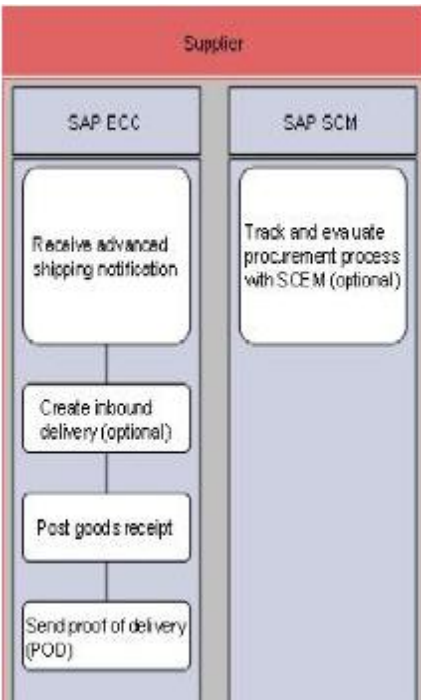 Supplier
SAP ECC
SAP SCM
Receive advanced
shipping notification
Track and evaluate
procurement process
with SCEM (optional)
Create inbound
delivery (optional)
Post goods receipt
Send proof of delivery
(POD)